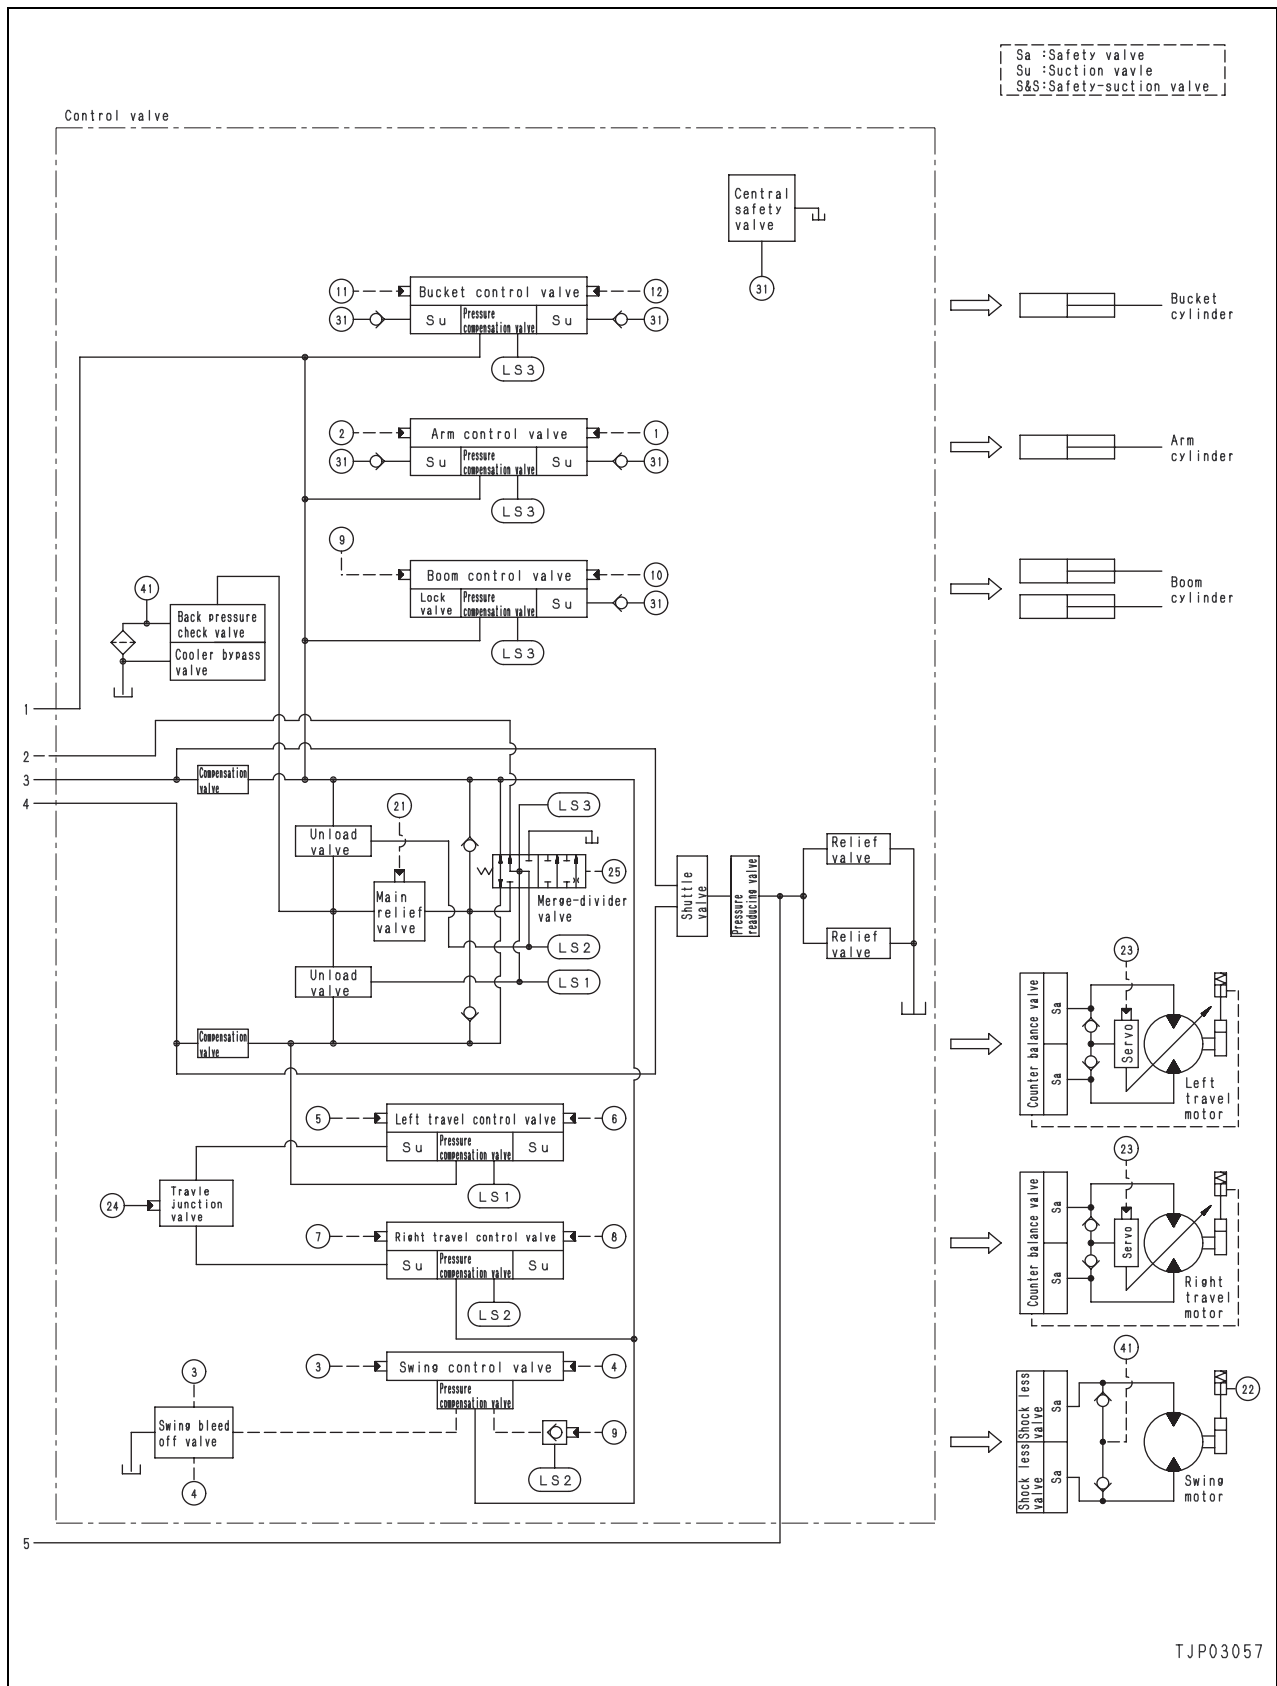 Sa :Safety valve
Su :Suction vavle
S&S:Safety-suction valve
Control valve
Central
safety
valve
31
11
Bucket control valve
12
31
Su
Pressure
compensation valve
Su
31
LS3
Bucket
cylinder
2
Arm control valve
1
31
Su
Pressure
compensation valve
Su
31
LS3
Arm
cylinder
9
Boom control valve
10
Lock
valve
Pressure
compensation valve
Su
31
LS3
Boom
cylinder
41
Back pressure
check valve
Cooler bypass
valve
1
2
3
4
Compensation
valve
21
LS3
Unload
valve
25
Main
relief
valve
Merge-divider
valve
LS2
Unload
valve
LS1
Compensation
valve
Shuttle
valve
Pressure
readucing valve
Relief
valve
Relief
valve
23
Counter balance valve
Sa
Sa
Servo
Left
travel
motor
5
Left travel control valve
6
Su
Pressure
compensation valve
Su
LS1
Travle
junction
valve
24
7
Right travel control valve
8
Su
Pressure
compensation valve
Su
LS2
23
Counter balance valve
Sa
Sa
Servo
Right
travel
motor
3
Swing control valve
4
Pressure
compensation valve
3
Swing bleed
off valve
4
9
LS2
41
Shock less
valve
Shock less
valve
Sa
Sa
22
Swing
motor
5
TJP03057